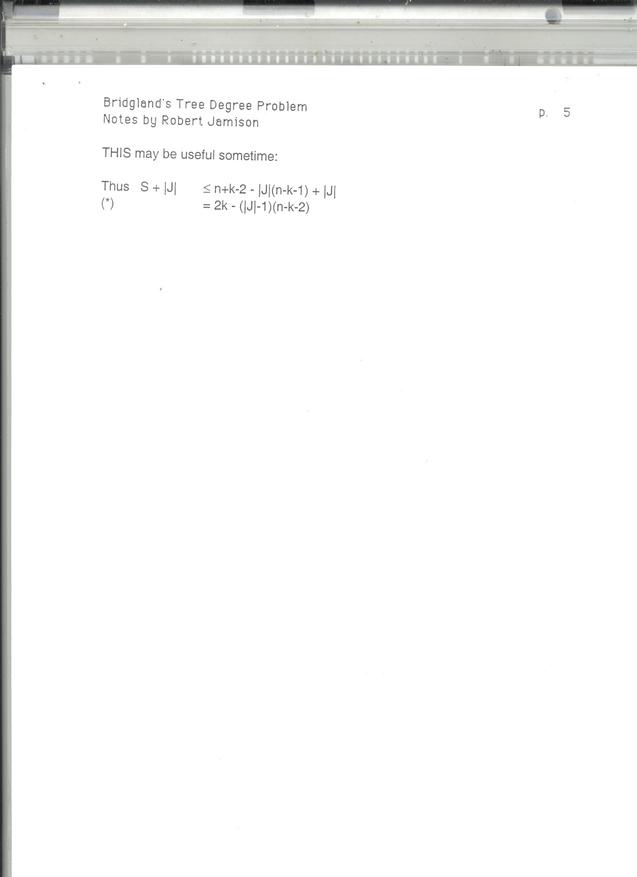 Bridgland's Tree Degree Problem
p. 5
Notes by Robert Jamison
THIS may be useful sometime:
Thus S + |J| ≤ n+k-2 - |J|(n-k-1) + |J|
(*) = 2k - (|J|-1)(n-k-2)